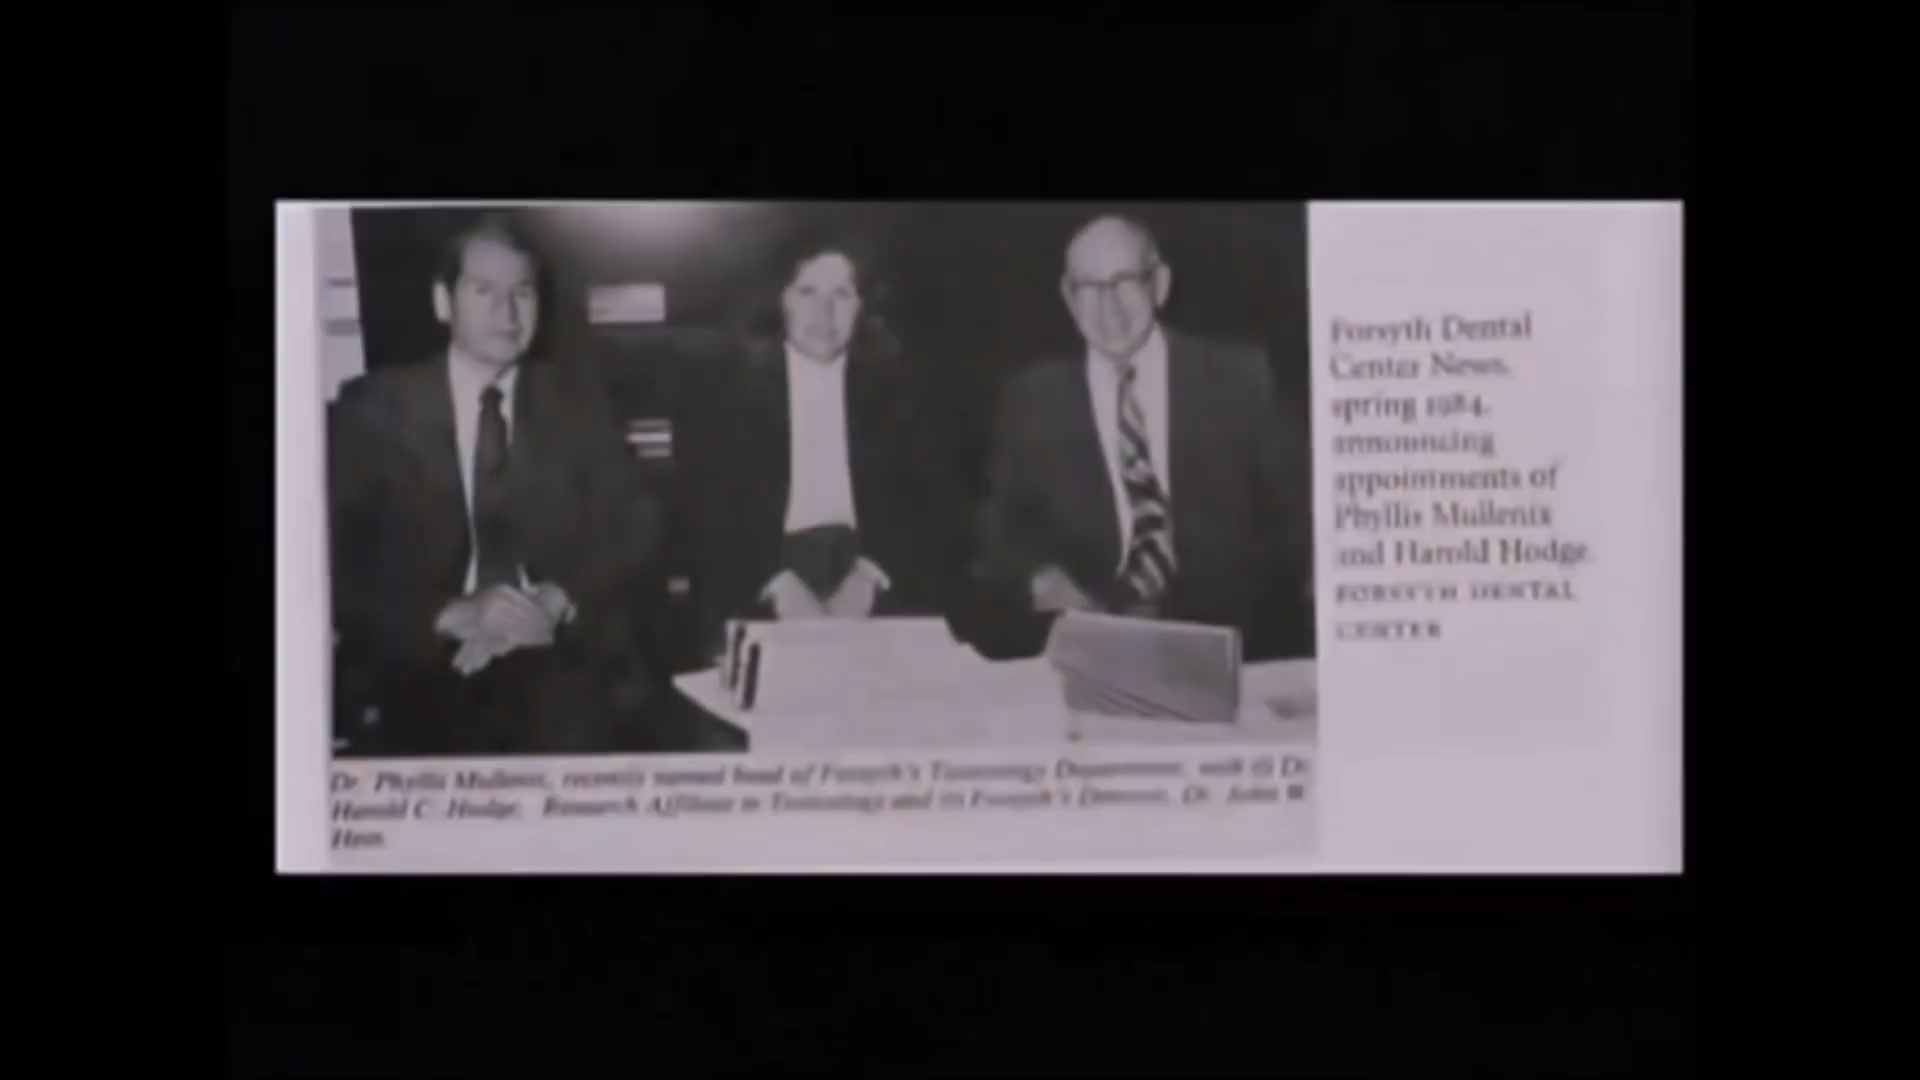 Forsyth Dental
Center News,
spring 1984,
announcing
appointments of
Phyllis Mullenix
and Harold Hodge.
FORSYTH DENTAL
CENTER
Dr. Phyllis Mullenix, recently named head of Forsyth's Toxicology Department, with (l) Dr.
Harold C. Hodge, Research Affiliate in Toxicology and (r) Forsyth's Director, Dr. John W.
Hein.